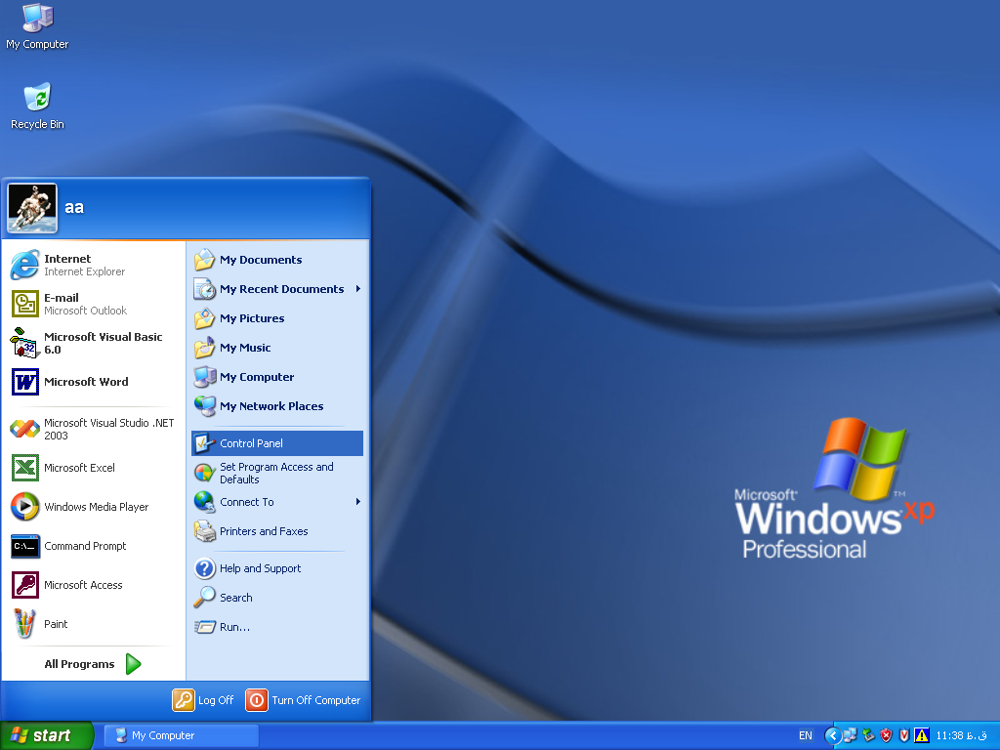 My Computer
Recycle Bin
aa
Internet
Internet Explorer
E-mail
Microsoft Outlook
Microsoft Visual Basic
6.0
Microsoft Word
Microsoft Visual Studio .NET
2003
Microsoft Excel
Windows Media Player
C:\_
Command Prompt
Microsoft Access
Paint
All Programs
My Documents
My Recent Documents
My Pictures
My Music
My Computer
My Network Places
Control Panel
Set Program Access and
Defaults
Connect To
Printers and Faxes
Help and Support
Search
Run...
Log Off
Turn Off Computer
Microsoft®
Windows xp
TM
Professional
start
My Computer
EN
11:38 ق.ظ